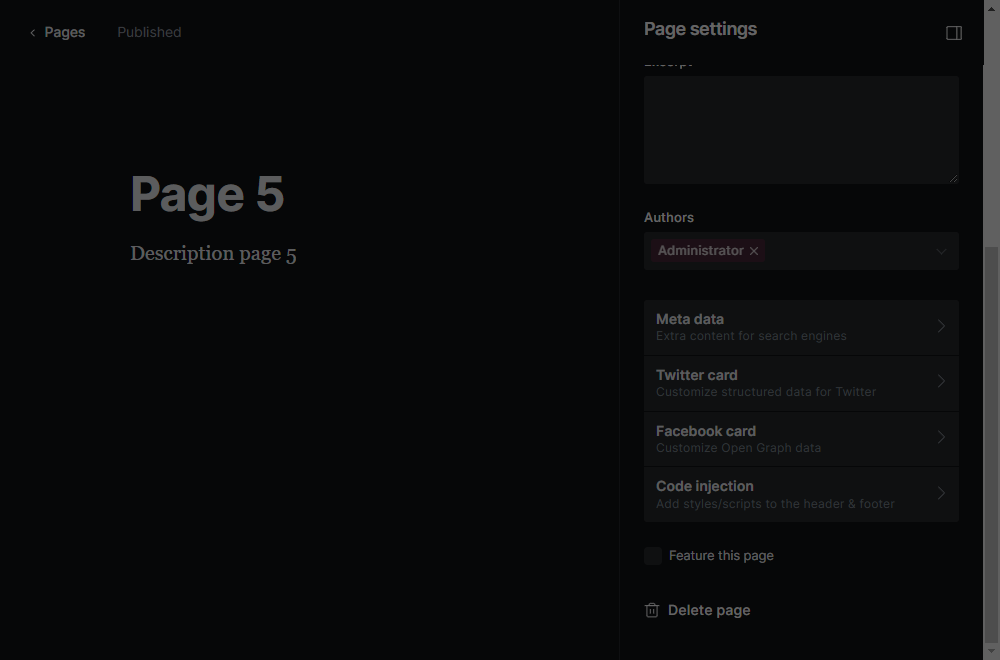 Pages
Published
Page settings
Excerpt
Page 5
Description page 5
Authors
Administrator
Meta data
Extra content for search engines
Twitter card
Customize structured data for Twitter
Facebook card
Customize Open Graph data
Code injection
Add styles/scripts to the header & footer
Feature this page
Delete page